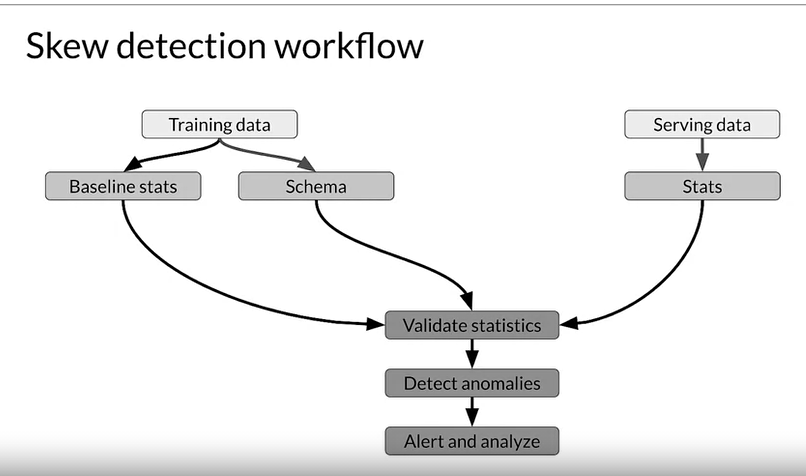 Skew detection workflow
Training data
Serving data
Baseline stats
Schema
Stats
Validate statistics
Detect anomalies
Alert and analyze